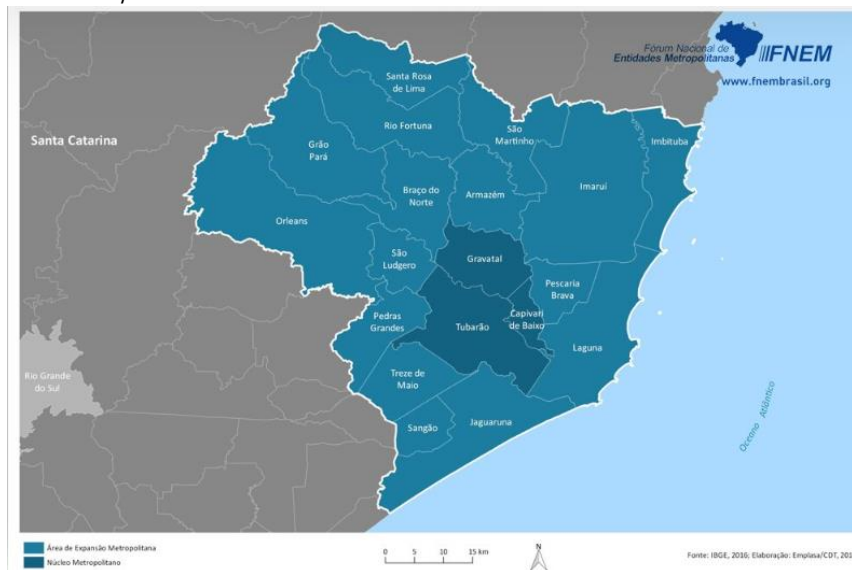 Fórum Nacional de
Entidades Metropolitanas
FNEM
www.fnembrasil.org
Santa Catarina
Santa Rosa
de Lima
Rio Fortuna
São
Martinho
Imbituba
Grão
Pará
Braço do
Norte
Armazém
Imaruí
Orleans
São
Ludgero
Gravatal
Pescaria
Brava
Pedras
Grandes
Tubarão
Capivari
de Baixo
Laguna
Rio Grande
do Sul
Treze de
Maio
Sangão
Jaguaruna
Oceano Atlântico
Área de Expansão Metropolitana
Núcleo Metropolitano
0 5 10 15 km
N
Fonte: IBGE, 2016; Elaboração: Emplasa/CDT, 201